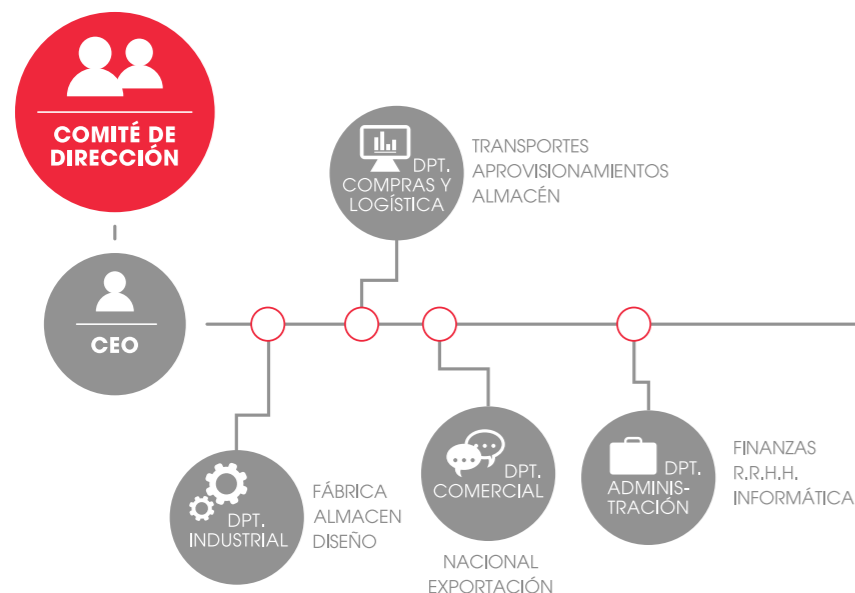 COMITÉ DE
DIRECCIÓN
CEO
DPT.
COMPRAS Y
LOGÍSTICA
TRANSPORTES
APROVISIONAMIENTOS
ALMACÉN
DPT.
INDUSTRIAL
FÁBRICA
ALMACEN
DISEÑO
DPT.
COMERCIAL
NACIONAL
EXPORTACIÓN
DPT.
ADMINIS-
TRACIÓN
FINANZAS
R.R.H.H.
INFORMÁTICA